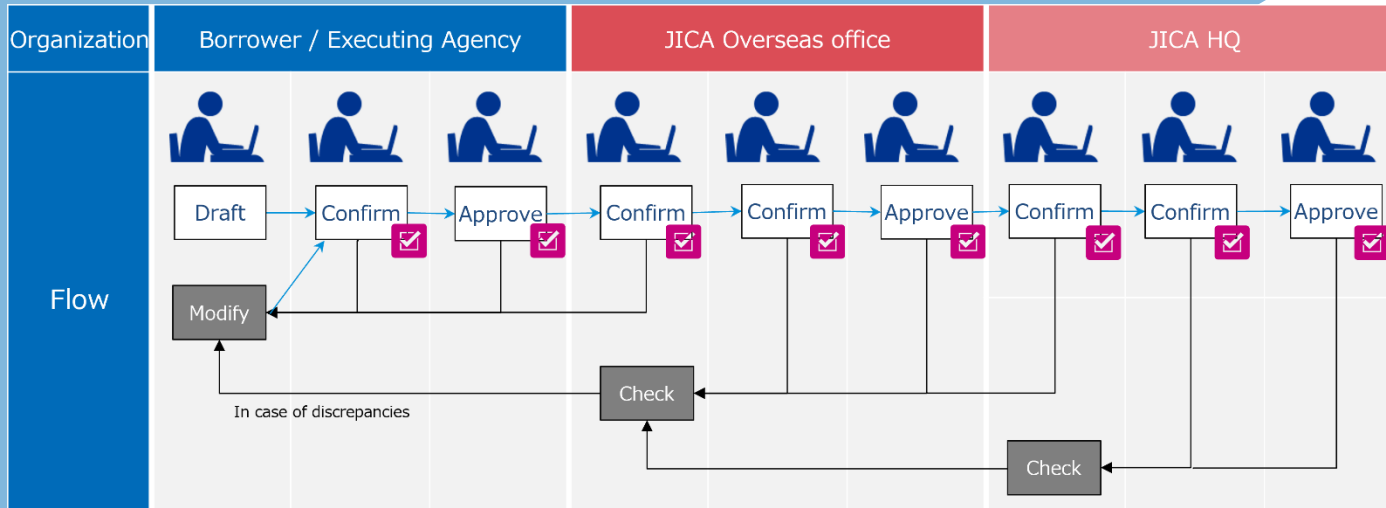 Organization
Borrower / Executing Agency
JICA Overseas office
JICA HQ
Flow
Draft
Confirm
Approve
Confirm
Confirm
Approve
Confirm
Confirm
Approve
Modify
Check
In case of discrepancies
Check